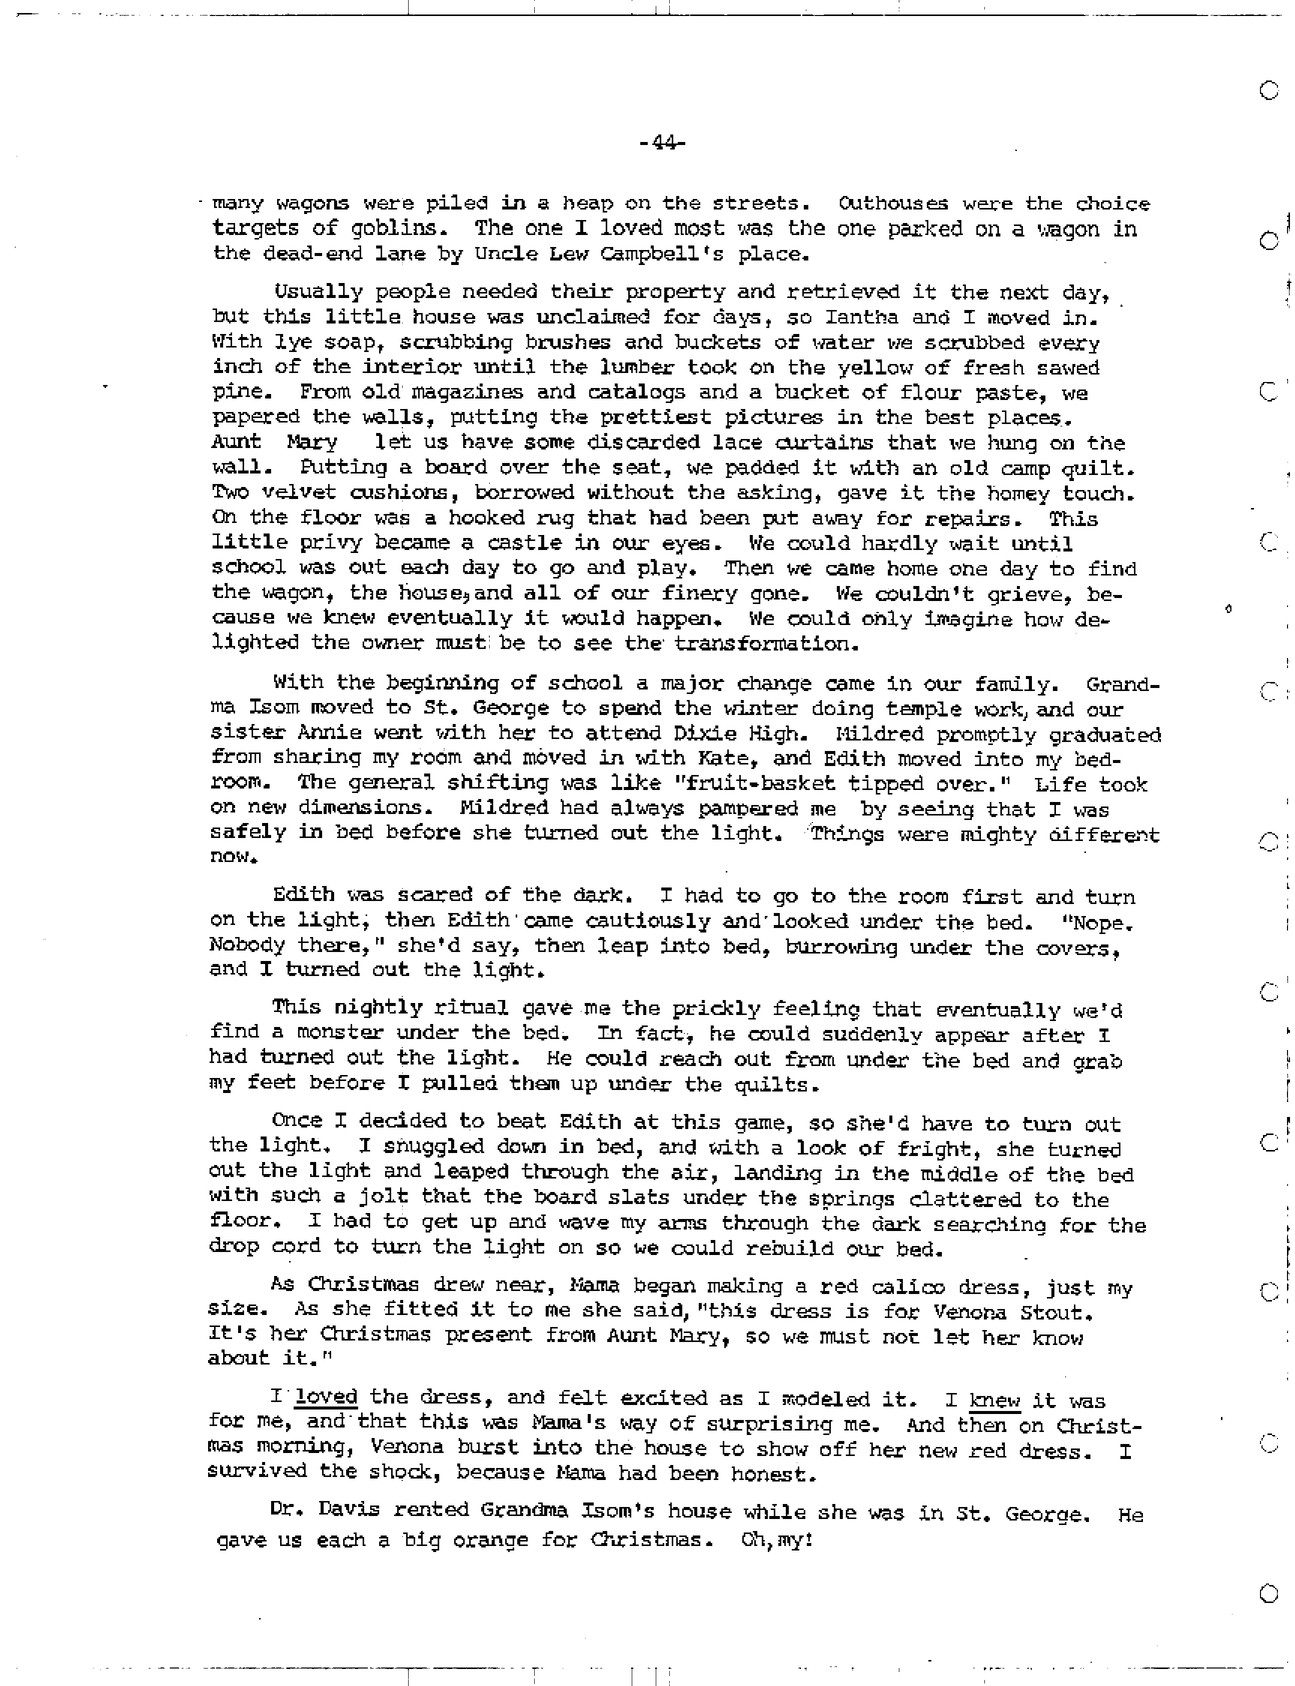 -44-
many wagons were piled in a heap on the streets. Outhouses were the choice
targets of goblins. The one I loved most was the one parked on a wagon in
the dead-end lane by Uncle Lew Campbell's place.
Usually people needed their property and retrieved it the next day,
but this little house was unclaimed for days, so Iantha and I moved in.
With lye soap, scrubbing brushes and buckets of water we scrubbed every
inch of the interior until the lumber took on the yellow of fresh sawed
pine. From old magazines and catalogs and a bucket of flour paste, we
papered the walls, putting the prettiest pictures in the best places.
Aunt Mary let us have some discarded lace curtains that we hung on the
wall. Putting a board over the seat, we padded it with an old camp quilt.
Two velvet cushions, borrowed without the asking, gave it the homey touch.
On the floor was a hooked rug that had been put away for repairs. This
little privy became a castle in our eyes. We could hardly wait until
school was out each day to go and play. Then we came home one day to find
the wagon, the house, and all of our finery gone. We couldn't grieve, be-
cause we knew eventually it would happen. We could only imagine how de-
lighted the owner must be to see the transformation.
With the beginning of school a major change came in our family. Grand-
ma Isom moved to St. George to spend the winter doing temple work, and our
sister Annie went with her to attend Dixie High. Mildred promptly graduated
from sharing my room and moved in with Kate, and Edith moved into my bed-
room. The general shifting was like "fruit-basket tipped over." Life took
on new dimensions. Mildred had always pampered me by seeing that I was
safely in bed before she turned out the light. Things were mighty different
now.
Edith was scared of the dark. I had to go to the room first and turn
on the light, then Edith came cautiously and looked under the bed. "Nope.
Nobody there," she'd say, then leap into bed, burrowing under the covers,
and I turned out the light.
This nightly ritual gave me the prickly feeling that eventually we'd
find a monster under the bed. In fact, he could suddenly appear after I
had turned out the light. He could reach out from under the bed and grab
my feet before I pulled them up under the quilts.
Once I decided to beat Edith at this game, so she'd have to turn out
the light. I snuggled down in bed, and with a look of fright, she turned
out the light and leaped through the air, landing in the middle of the bed
with such a jolt that the board slats under the springs clattered to the
floor. I had to get up and wave my arms through the dark searching for the
drop cord to turn the light on so we could rebuild our bed.
As Christmas drew near, Mama began making a red calico dress, just my
size. As she fitted it to me she said, "this dress is for Venona Stout.
It's her Christmas present from Aunt Mary, so we must not let her know
about it."
I loved the dress, and felt excited as I modeled it. I knew it was
for me, and that this was Mama's way of surprising me. And then on Christ-
mas morning, Venona burst into the house to show off her new red dress. I
survived the shock, because Mama had been honest.
Dr. Davis rented Grandma Isom's house while she was in St. George. He
gave us each a big orange for Christmas. Oh, my!